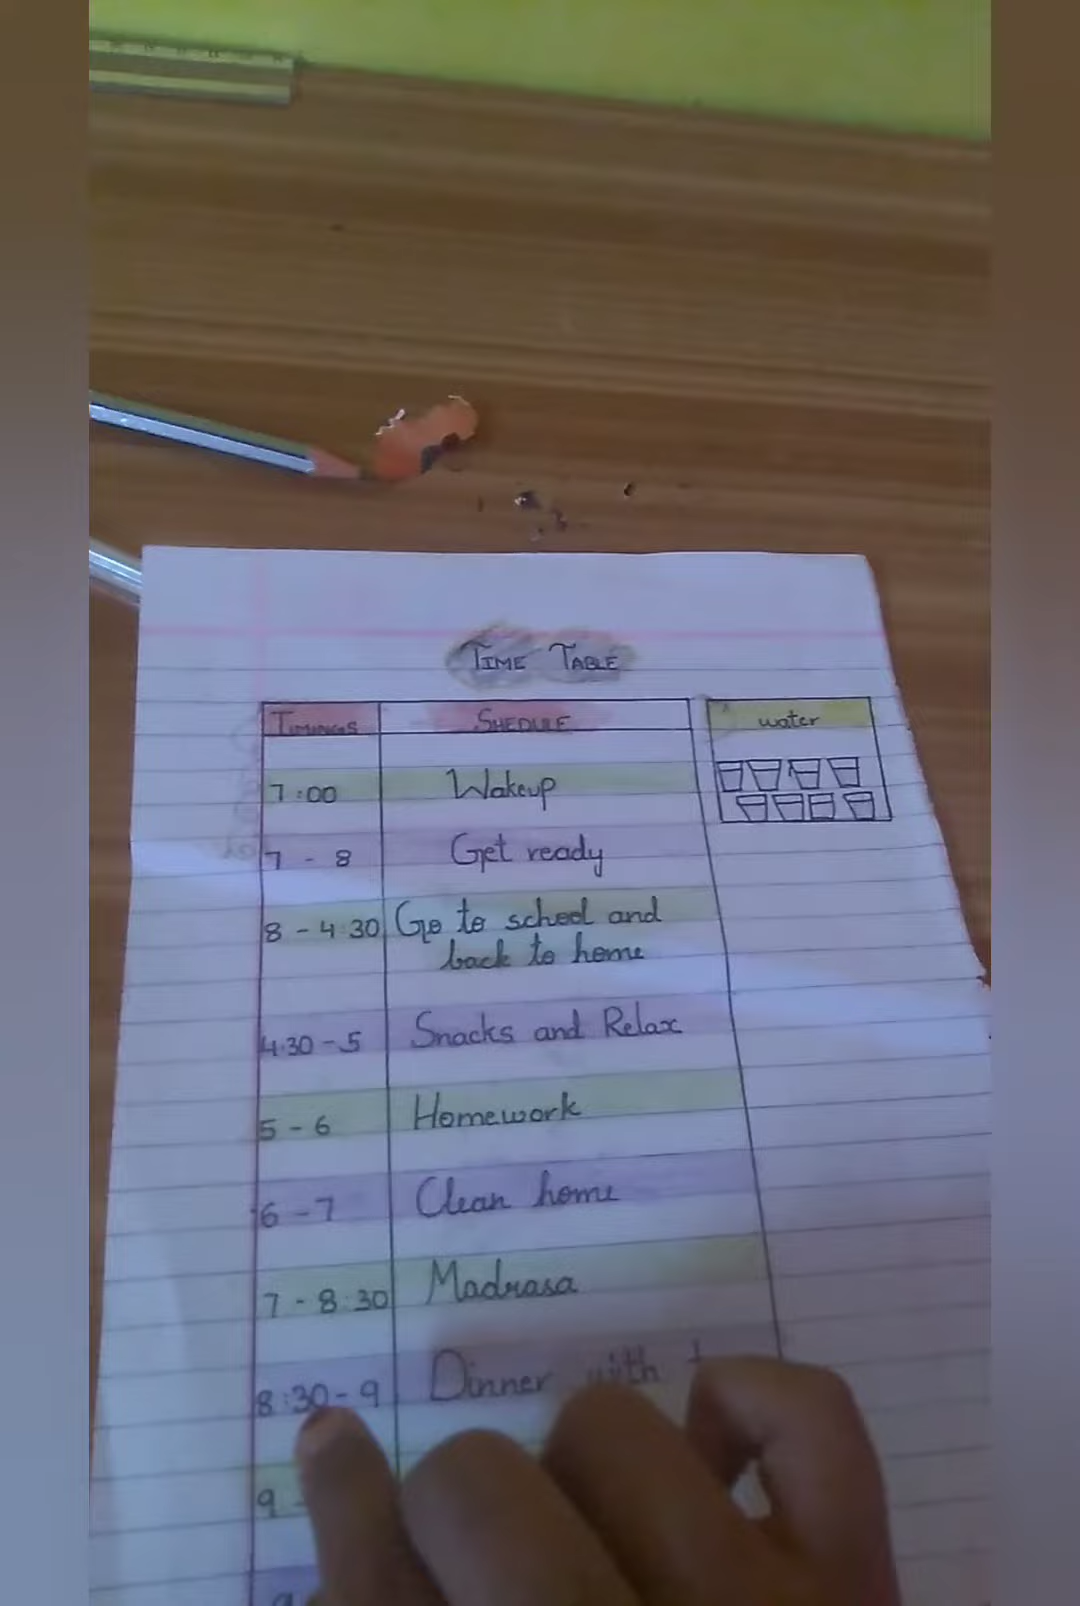 TIME TABLE
TIMINGS SHEDULE
water
7:00 Wakeup
7 - 8 Get ready
8 - 4:30 Go to school and
back to home
4:30 - 5 Snacks and Relax
5 - 6 Homework
6 - 7 Clean home
7 - 8:30 Madrasa
8:30 - 9 Dinner with
9 -